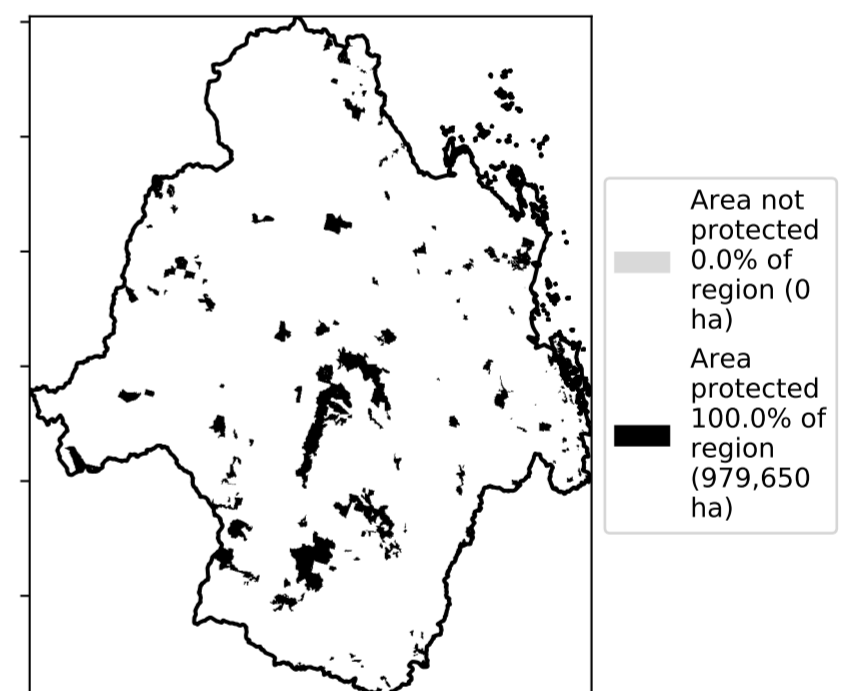 Area not
protected
0.0% of
region (0
ha)
Area
protected
100.0% of
region
(979,650
ha)